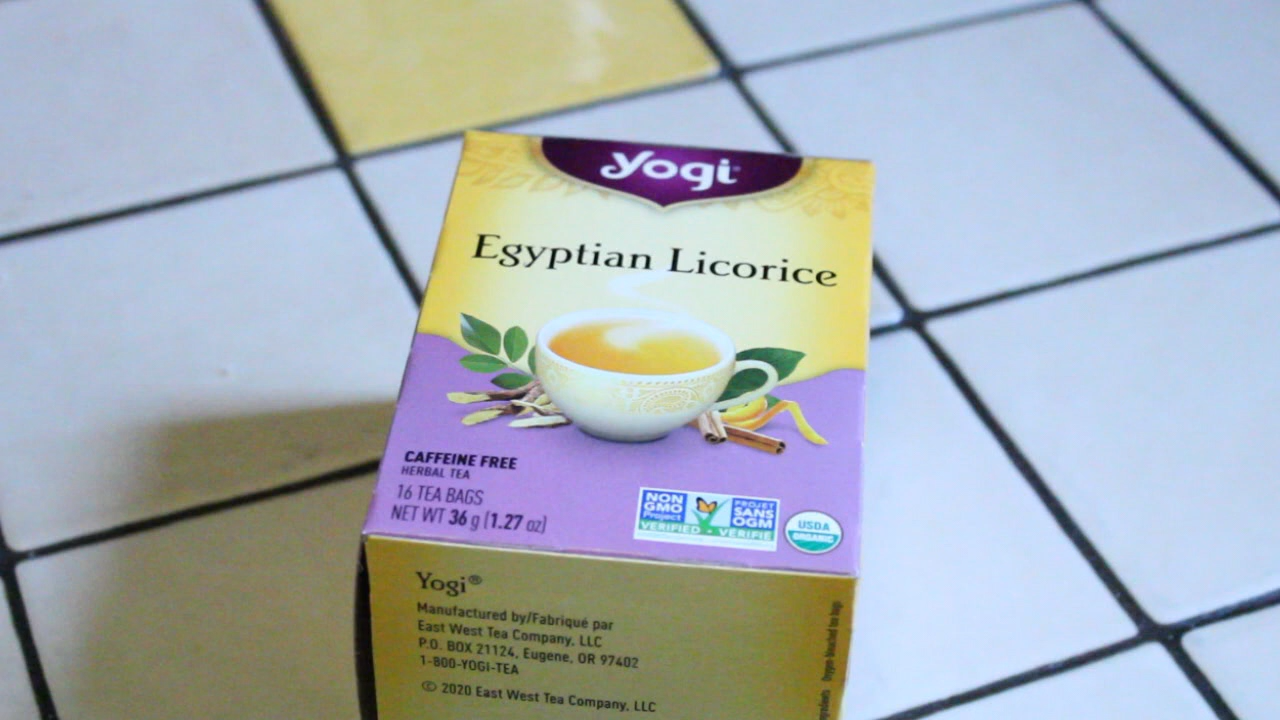 yogi®
Egyptian Licorice
CAFFEINE FREE
HERBAL TEA
16 TEA BAGS
NET WT 36 g [1.27 oz]
NON
GMO
Project
PROJET
SANS
OGM
VERIFIED • VÉRIFIÉ
USDA
ORGANIC
Yogi®
Manufactured by/Fabriqué par
East West Tea Company, LLC
P.O. BOX 21124, Eugene, OR 97402
1-800-YOGI-TEA
© 2020 East West Tea Company, LLC